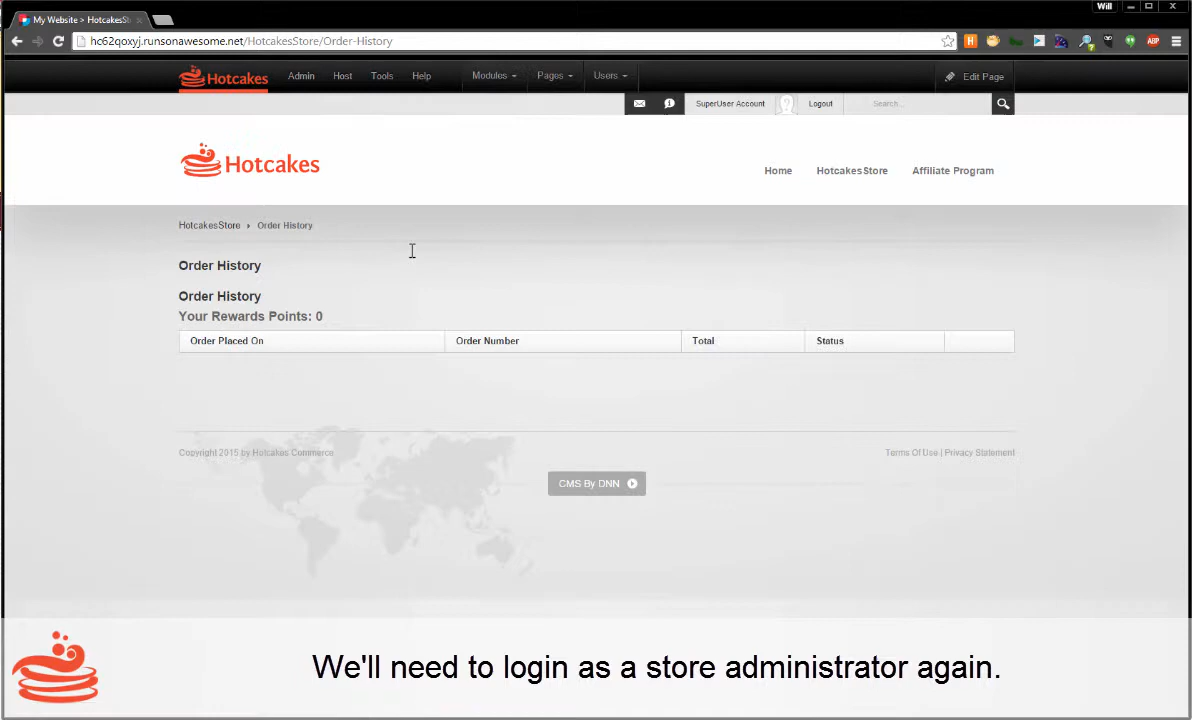 My Website > HotcakesSt
Will
hc62qoxyj.runsonawesome.net/HotcakesStore/Order-History
Hotcakes Admin Host Tools Help Modules Pages Users Edit Page
SuperUser Account Logout Search...
Hotcakes
Home HotcakesStore Affiliate Program
HotcakesStore Order History
Order History
Order History
Your Rewards Points: 0
Order Placed On Order Number Total Status
Copyright 2015 by Hotcakes Commerce Terms Of Use | Privacy Statement
CMS By DNN
We'll need to login as a store administrator again.